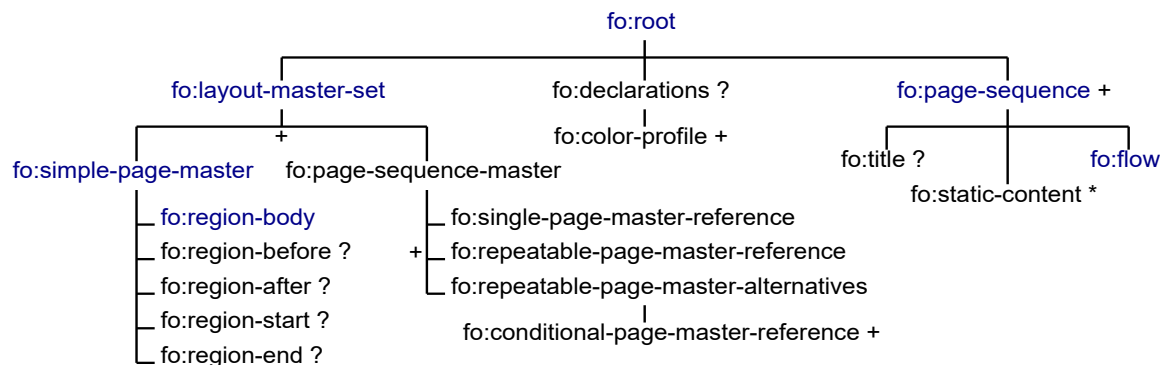 fo:root
fo:layout-master-set
fo:declarations ?
fo:page-sequence +
+
fo:color-profile +
fo:simple-page-master
fo:page-sequence-master
fo:title ?
fo:flow
fo:static-content *
fo:region-body
fo:single-page-master-reference
fo:region-before ?
+
fo:repeatable-page-master-reference
fo:region-after ?
fo:repeatable-page-master-alternatives
fo:region-start ?
fo:conditional-page-master-reference +
fo:region-end ?